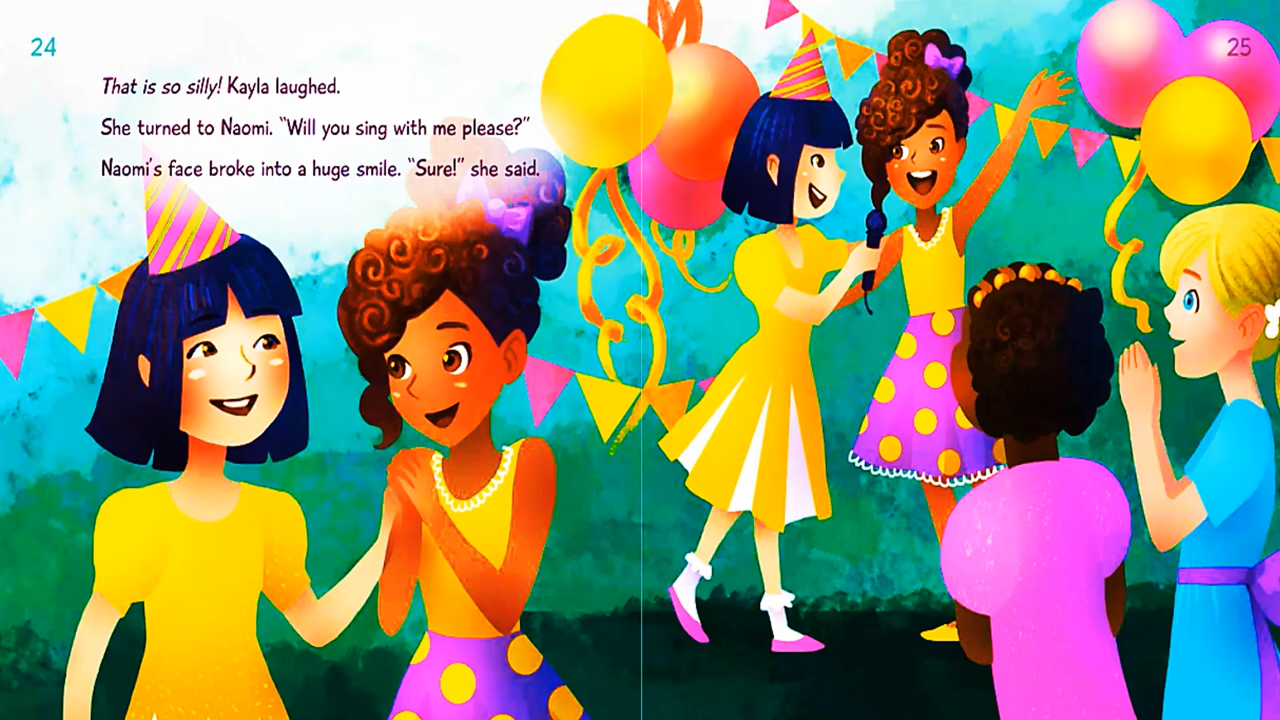 24
That is so silly! Kayla laughed.
She turned to Naomi. “Will you sing with me please?”
Naomi’s face broke into a huge smile. “Sure!” she said.
25